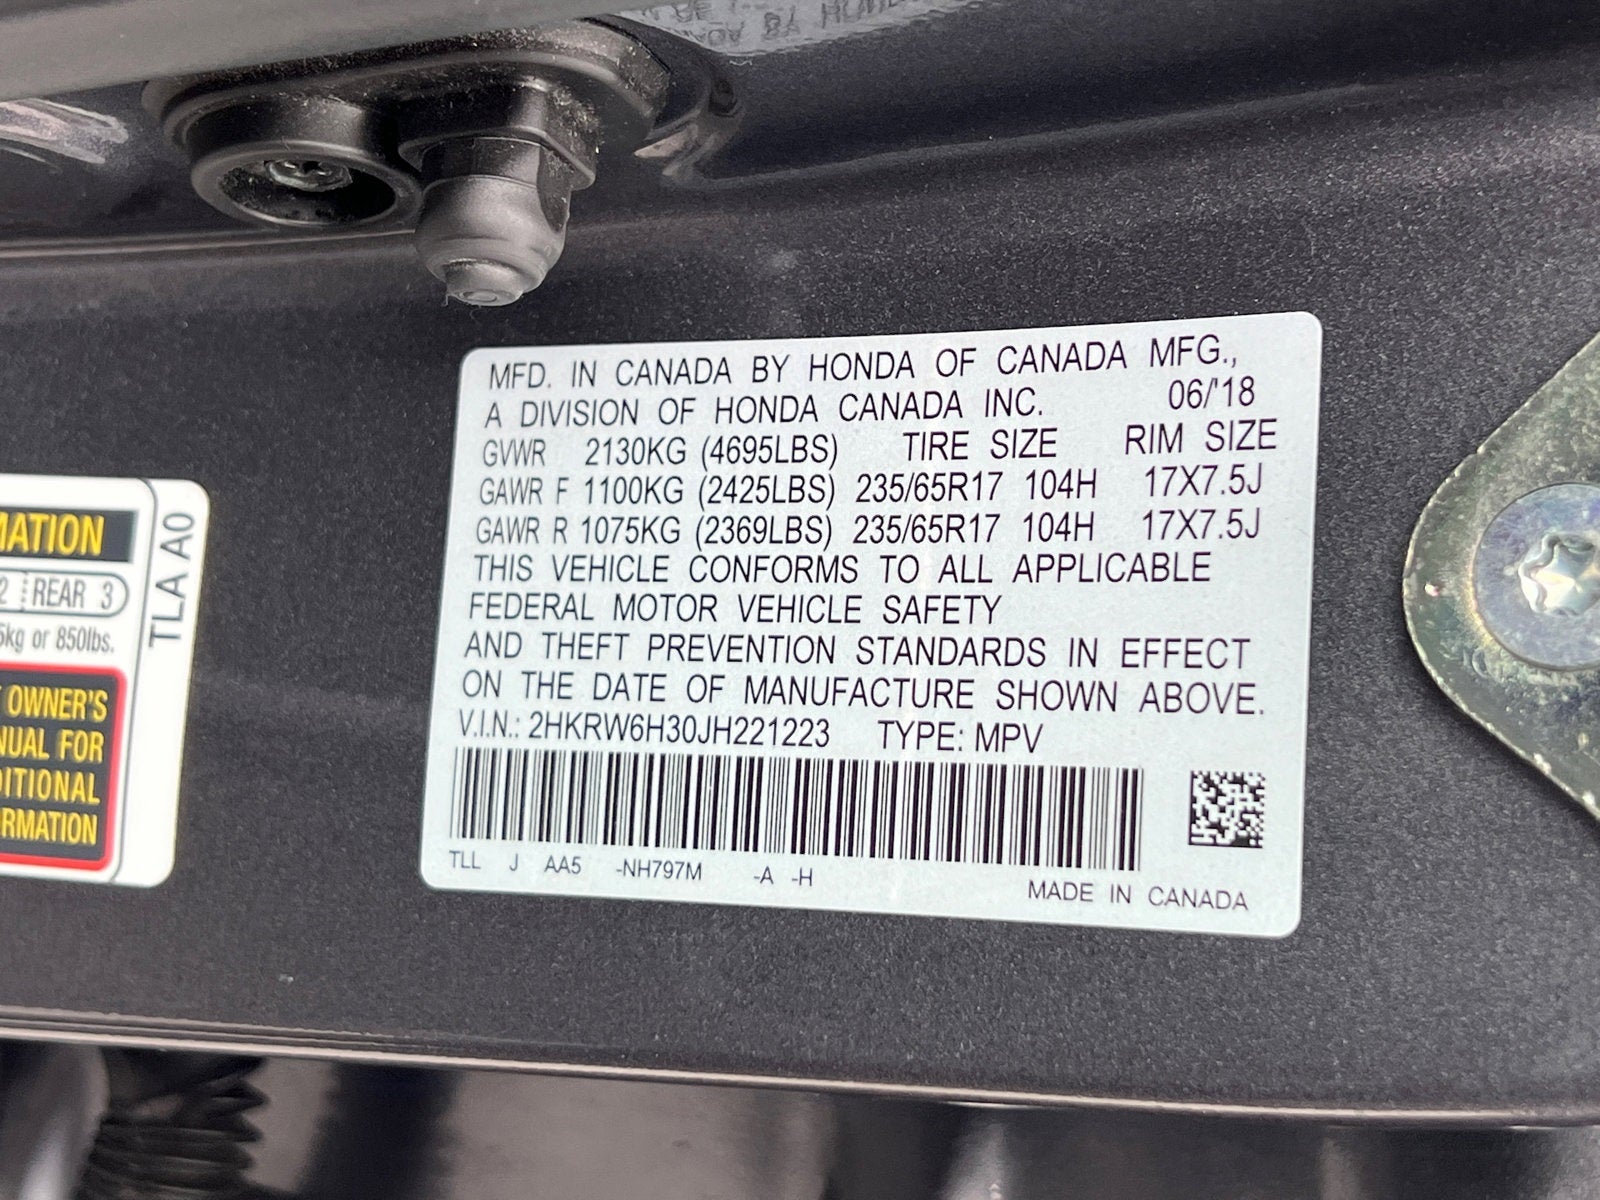 MFD. IN CANADA BY HONDA OF CANADA MFG.,
A DIVISION OF HONDA CANADA INC. 06/'18
GVWR 2130KG (4695LBS) TIRE SIZE RIM SIZE
GAWR F 1100KG (2425LBS) 235/65R17 104H 17X7.5J
GAWR R 1075KG (2369LBS) 235/65R17 104H 17X7.5J
THIS VEHICLE CONFORMS TO ALL APPLICABLE
FEDERAL MOTOR VEHICLE SAFETY
AND THEFT PREVENTION STANDARDS IN EFFECT
ON THE DATE OF MANUFACTURE SHOWN ABOVE.
V.I.N.: 2HKRW6H30JH221223 TYPE: MPV
TLL J AA5 -NH797M -A -H
MADE IN CANADA
MATION
2 REAR 3
5kg or 850lbs.
OWNER'S
NUAL FOR
DITIONAL
RMATION
TLA A0